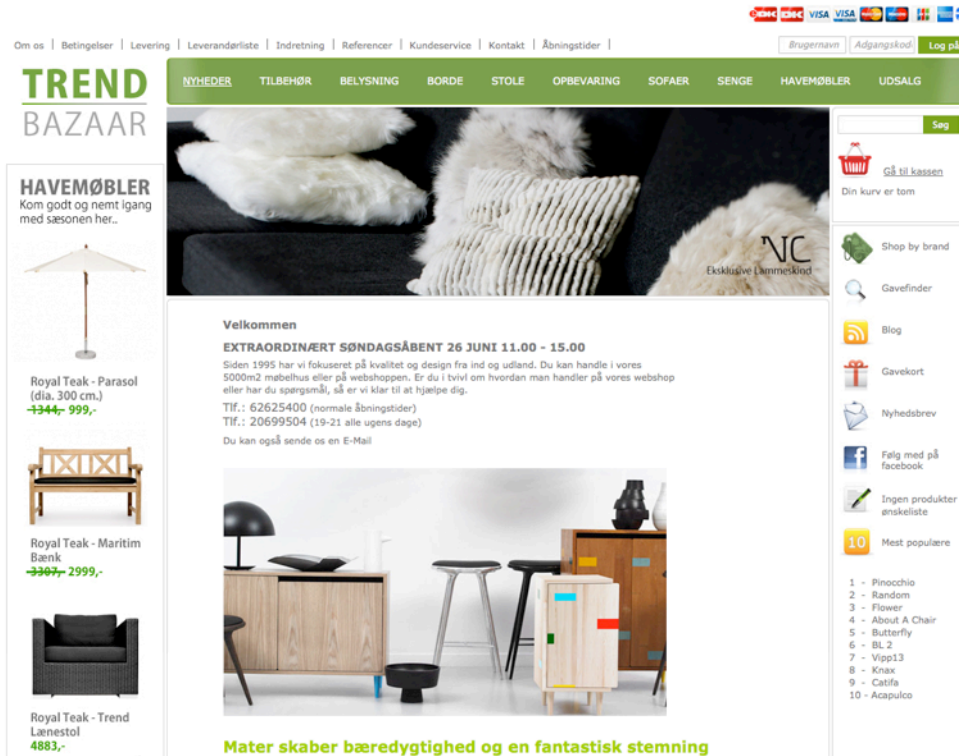 DK DK VISA VISA
Om os | Betingelser | Levering | Leverandørliste | Indretning | Referencer | Kundeservice | Kontakt | Åbningstider |
Brugernavn Adgangskod. Log på
TREND
BAZAAR
NYHEDER TILBEHØR BELYSNING BORDE STOLE OPBEVARING SOFAER SENGE HAVEMØBLER UDSALG
HAVEMØBLER
Kom godt og nemt igang
med sæsonen her..
Royal Teak - Parasol
(dia. 300 cm.)
1344,- 999,-
Royal Teak - Maritim
Bænk
3307,- 2999,-
Royal Teak - Trend
Lænestol
4883,-
NC
Eksklusive Lammeskind
Velkommen
EXTRAORDINÆRT SØNDAGSÅBENT 26 JUNI 11.00 - 15.00
Siden 1995 har vi fokuseret på kvalitet og design fra ind og udland. Du kan handle i vores
5000m2 møbelhus eller på webshoppen. Er du i tvivl om hvordan man handler på vores webshop
eller har du spørgsmål, så er vi klar til at hjælpe dig.
Tlf.: 62625400 (normale åbningstider)
Tlf.: 20699504 (19-21 alle ugens dage)
Du kan også sende os en E-Mail
Mater skaber bæredygtighed og en fantastisk stemning
Søg
Gå til kassen
Din kurv er tom
Shop by brand
Gavefinder
Blog
Gavekort
Nyhedsbrev
Følg med på
facebook
Ingen produkter
ønskeliste
10 Mest populære
1 - Pinocchio
2 - Random
3 - Flower
4 - About A Chair
5 - Butterfly
6 - BL 2
7 - Vipp13
8 - Knax
9 - Catifa
10 - Acapulco